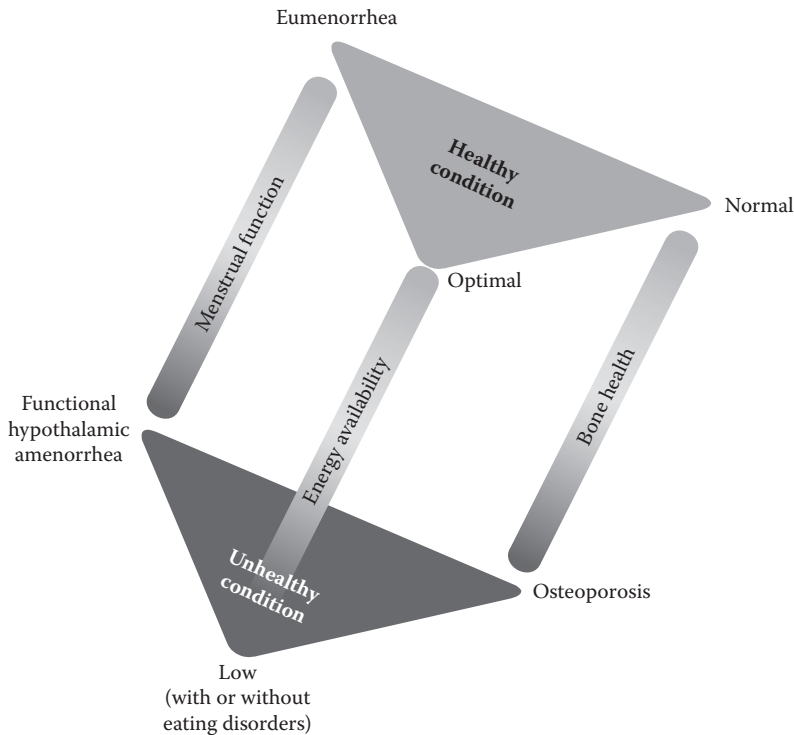 Eumenorrhea
Healthy
condition
Normal
Menstrual function
Optimal
Energy availability
Bone health
Functional
hypothalamic
amenorrhea
Unhealthy
condition
Osteoporosis
Low
(with or without
eating disorders)